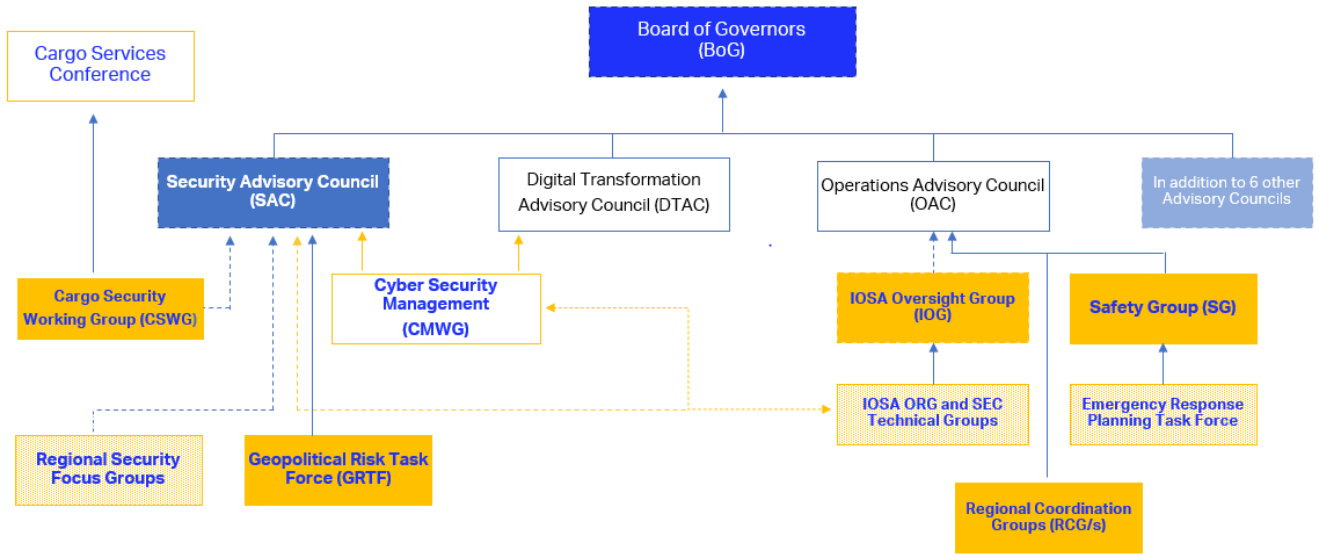 Board of Governors
(BoG)
Cargo Services
Conference
Security Advisory Council
(SAC)
Digital Transformation
Advisory Council (DTAC)
Operations Advisory Council
(OAC)
In addition to 6 other
Advisory Councils
Cargo Security
Working Group (CSWG)
Cyber Security
Management
(CMWG)
IOSA Oversight Group
(IOG)
Safety Group (SG)
IOSA ORG and SEC
Technical Groups
Emergency Response
Planning Task Force
Regional Security
Focus Groups
Geopolitical Risk Task
Force (GRTF)
Regional Coordination
Groups (RCG/s)